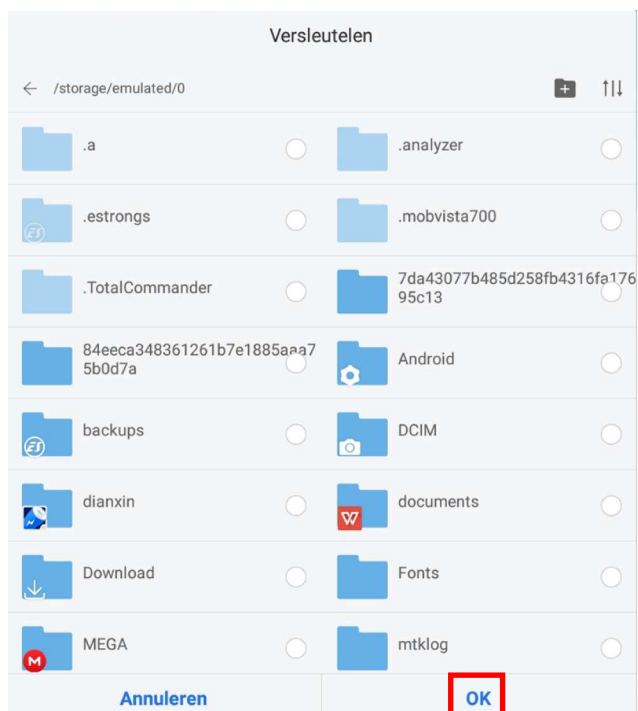 Versleutelen
/storage/emulated/0
.a
.analyzer
.estrongs
.mobvista700
.TotalCommander
7da43077b485d258fb4316fa176
95c13
84eeca348361261b7e1885aaa7
5b0d7a
Android
backups
DCIM
dianxin
documents
Download
Fonts
MEGA
mtklog
Annuleren
OK